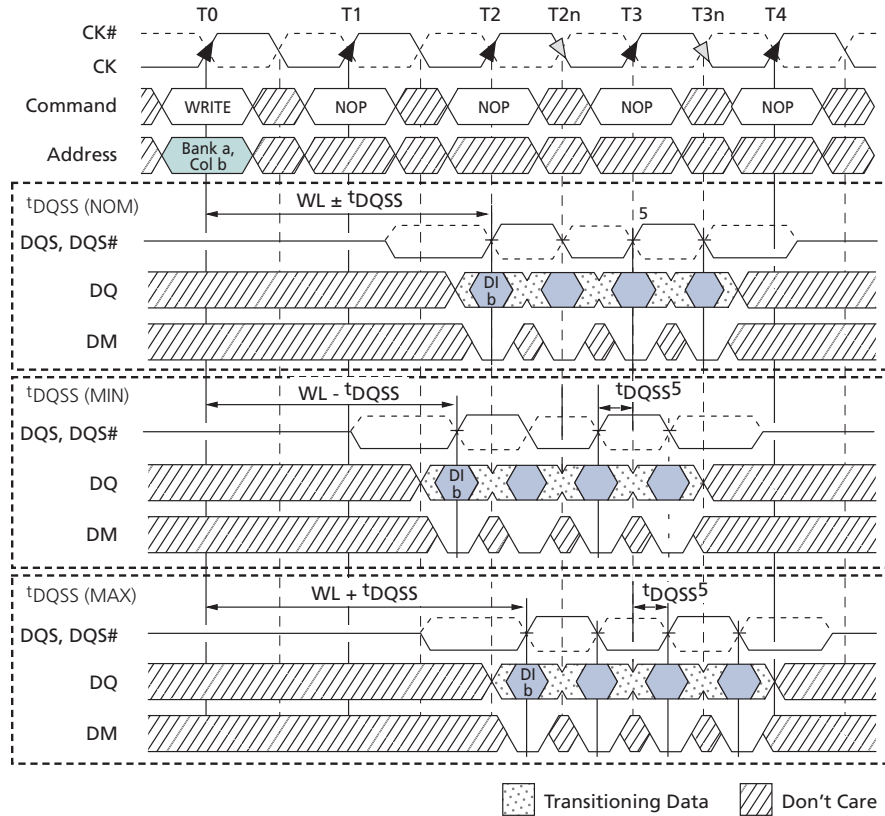 T0 T1 T2 T2n T3 T3n T4
CK#
CK
Command WRITE NOP NOP NOP NOP
Address Bank a, Col b
tDQSS (NOM) WL ± tDQSS 5
DQS, DQS#
DQ DI b
DM
tDQSS (MIN) WL - tDQSS tDQSS5
DQS, DQS#
DQ DI b
DM
tDQSS (MAX) WL + tDQSS tDQSS5
DQS, DQS#
DQ DI b
DM
Transitioning Data Don't Care